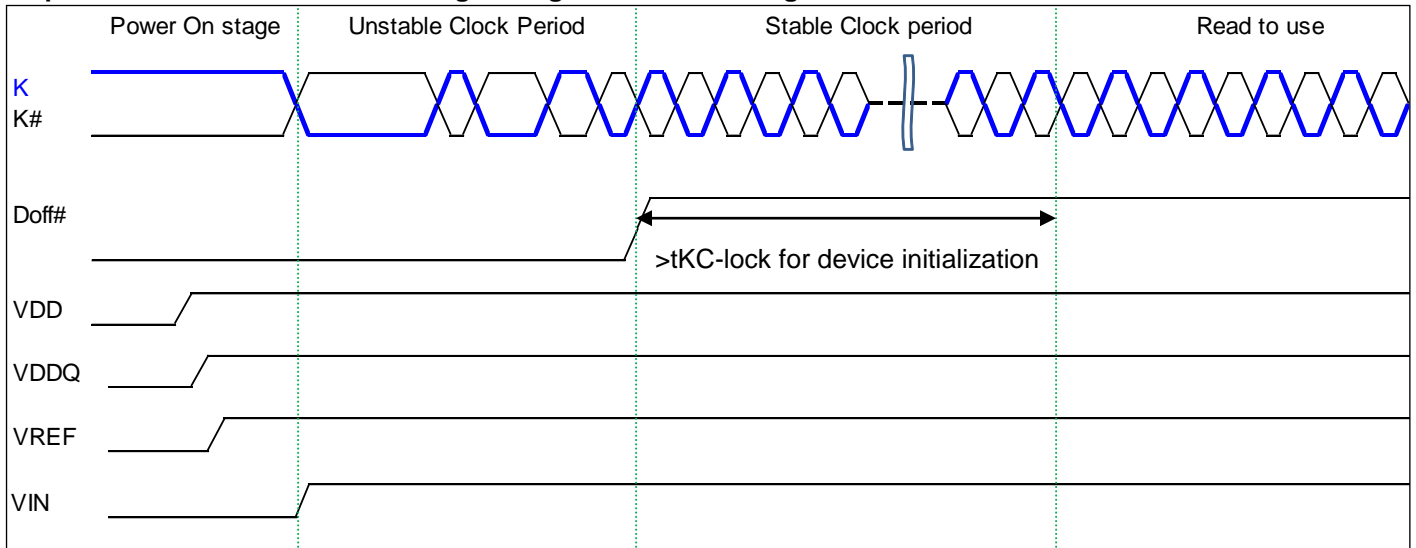 Power On stage Unstable Clock Period Stable Clock period Read to use
K
K#
Doff#
>tKC-lock for device initialization
VDD
VDDQ
VREF
VIN